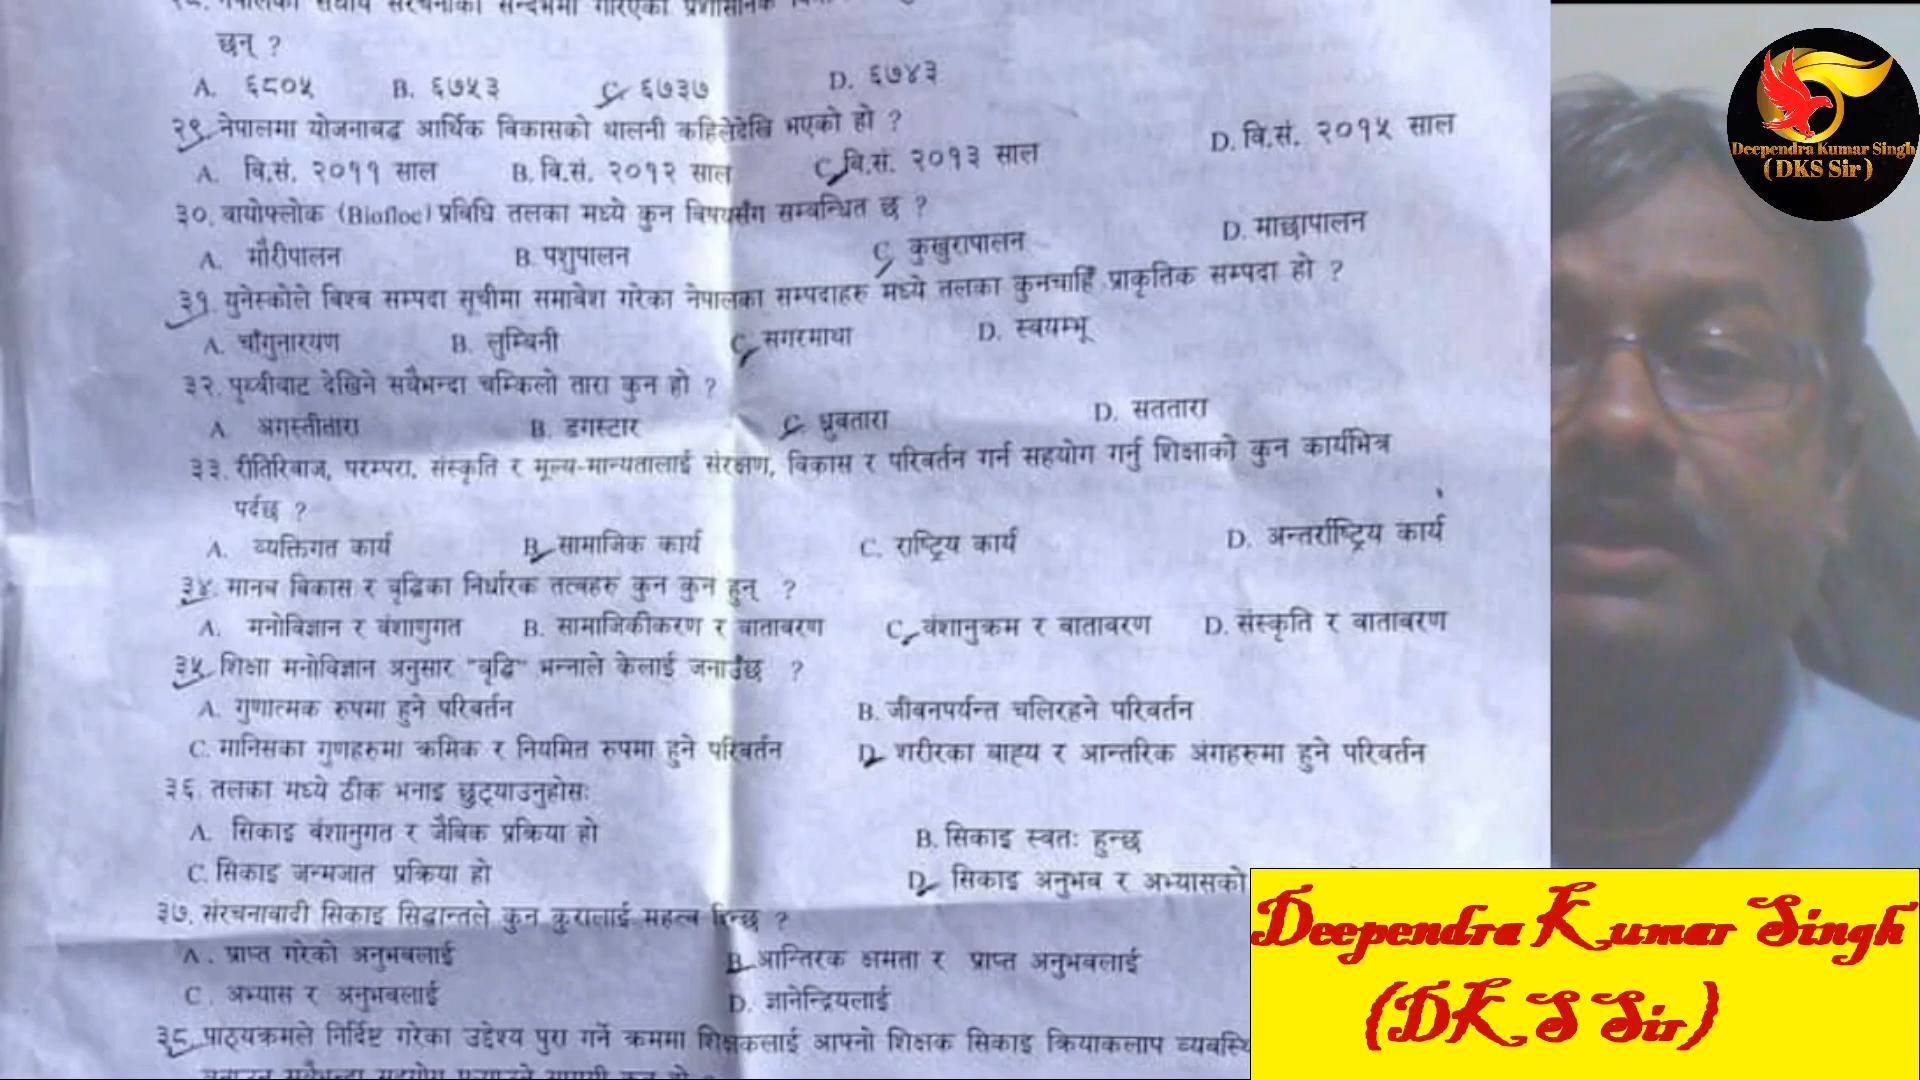 छन् ?
A. ६८०५ B. ६७५३ C. ६७३७ D. ६७४३
२९. नेपालमा योजनाबद्ध आर्थिक विकासको थालनी कहिलेदेखि भएको हो ?
A. वि.सं. २०११ साल B. वि.सं. २०१२ साल C. वि.सं. २०१३ साल D. वि.सं. २०१५ साल
३०. बायोफ्लोक (Biofloc) प्रविधि तलका मध्ये कुन विषयसँग सम्बन्धित छ ?
A. मौरीपालन B. पशुपालन C. कुखुरापालन D. माछापालन
३१. युनेस्कोले विश्व सम्पदा सूचीमा समावेश गरेका नेपालका सम्पदाहरु मध्ये तलका कुनचाहिँ प्राकृतिक सम्पदा हो ?
A. चाँगुनारयण B. लुम्बिनी C. सगरमाथा D. स्वयम्भू
३२. पृथ्वीबाट देखिने सबैभन्दा चम्किलो तारा कुन हो ?
A. अगस्तीतारा B. डगस्टार C. ध्रुवतारा D. सततारा
३३. रीतिरिवाज, परम्परा, संस्कृति र मूल्य-मान्यतालाई संरक्षण, विकास र परिवर्तन गर्न सहयोग गर्नु शिक्षाको कुन कार्यभित्र
पर्दछ ?
A. व्यक्तिगत कार्य B. सामाजिक कार्य C. राष्ट्रिय कार्य D. अन्तर्राष्ट्रिय कार्य
३४. मानव विकास र वृद्धिका निर्धारक तत्वहरु कुन कुन हुन् ?
A. मनोविज्ञान र वंशाणुगत B. सामाजिकीकरण र वातावरण C. वंशानुक्रम र वातावरण D. संस्कृति र वातावरण
३५. शिक्षा मनोविज्ञान अनुसार "वृद्धि" भन्नाले केलाई जनाउँछ ?
A. गुणात्मक रुपमा हुने परिवर्तन B. जीवनपर्यन्त चलिरहने परिवर्तन
C. मानिसका गुणहरुमा क्रमिक र नियमित रुपमा हुने परिवर्तन D. शरीरका बाह्य र आन्तरिक अंगहरुमा हुने परिवर्तन
३६. तलका मध्ये ठीक भनाइ छुट्याउनुहोसः
A. सिकाइ वंशानुगत र जैविक प्रक्रिया हो B. सिकाइ स्वतः हुन्छ
C. सिकाइ जन्मजात प्रक्रिया हो D. सिकाइ अनुभव र अभ्यासको
३७. संरचनावादी सिकाइ सिद्धान्तले कुन कुरालाई महत्व दिन्छ ?
A. प्राप्त गरेको अनुभवलाई B. आन्तिरक क्षमता र प्राप्त अनुभवलाई
C. अभ्यास र अनुभवलाई D. ज्ञानेन्द्रियलाई
३८. पाठ्यक्रमले निर्दिष्ट गरेका उद्देश्य पुरा गर्ने क्रममा शिक्षकलाई आफ्नो शिक्षक सिकाइ क्रियाकलाप
Deependra Kumar Singh
(DKS Sir)
Deependra Kumar Singh
(DKS Sir)